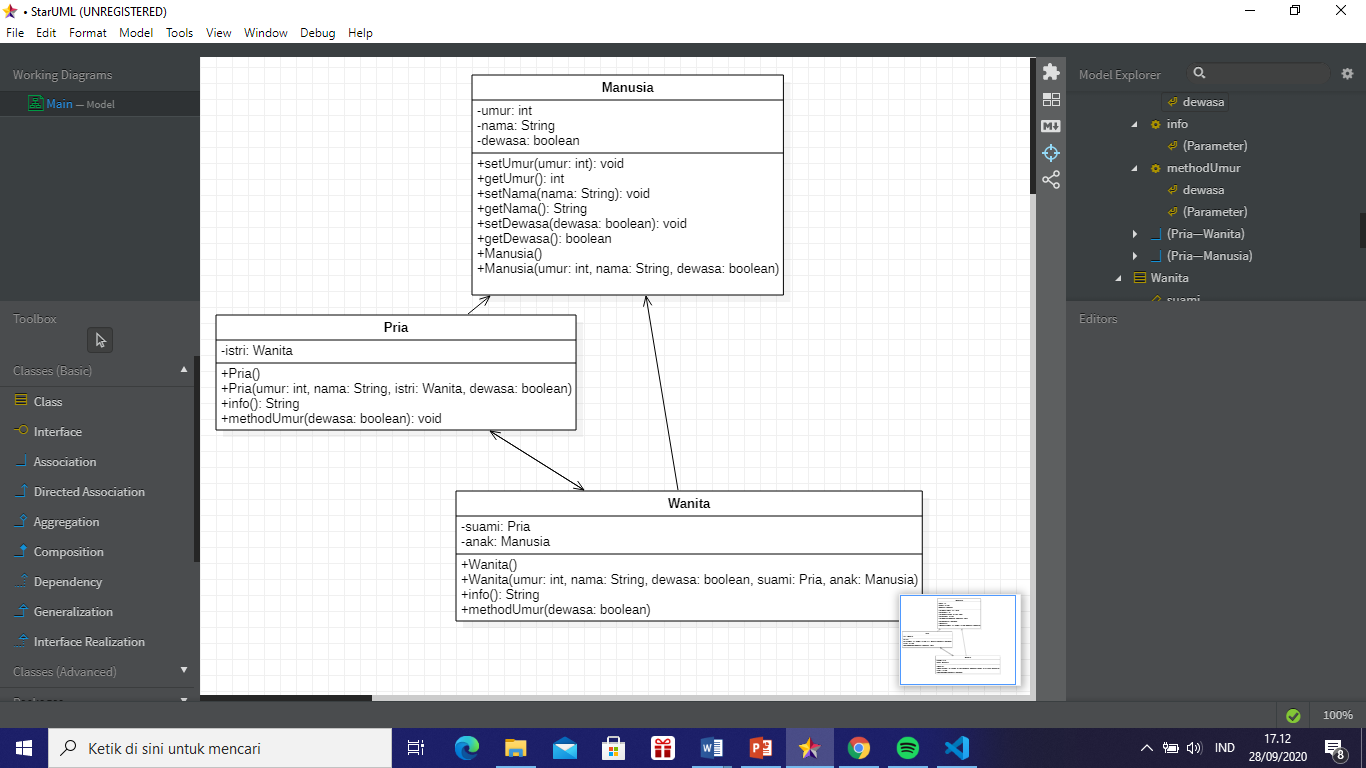 • StarUML (UNREGISTERED)
File Edit Format Model Tools View Window Debug Help
Working Diagrams
Main — Model
Toolbox
Classes (Basic)
Class
Interface
Association
Directed Association
Aggregation
Composition
Dependency
Generalization
Interface Realization
Classes (Advanced)
Manusia
-umur: int
-nama: String
-dewasa: boolean
+setUmur(umur: int): void
+getUmur(): int
+setNama(nama: String): void
+getNama(): String
+setDewasa(dewasa: boolean): void
+getDewasa(): boolean
+Manusia()
+Manusia(umur: int, nama: String, dewasa: boolean)
Pria
-istri: Wanita
+Pria()
+Pria(umur: int, nama: String, istri: Wanita, dewasa: boolean)
+info(): String
+methodUmur(dewasa: boolean): void
Wanita
-suami: Pria
-anak: Manusia
+Wanita()
+Wanita(umur: int, nama: String, dewasa: boolean, suami: Pria, anak: Manusia)
+info(): String
+methodUmur(dewasa: boolean)
M
Model Explorer
dewasa
info
(Parameter)
methodUmur
dewasa
(Parameter)
(Pria—Wanita)
(Pria—Manusia)
Wanita
suami
Editors
100%
Ketik di sini untuk mencari
IND
17.12
28/09/2020
8